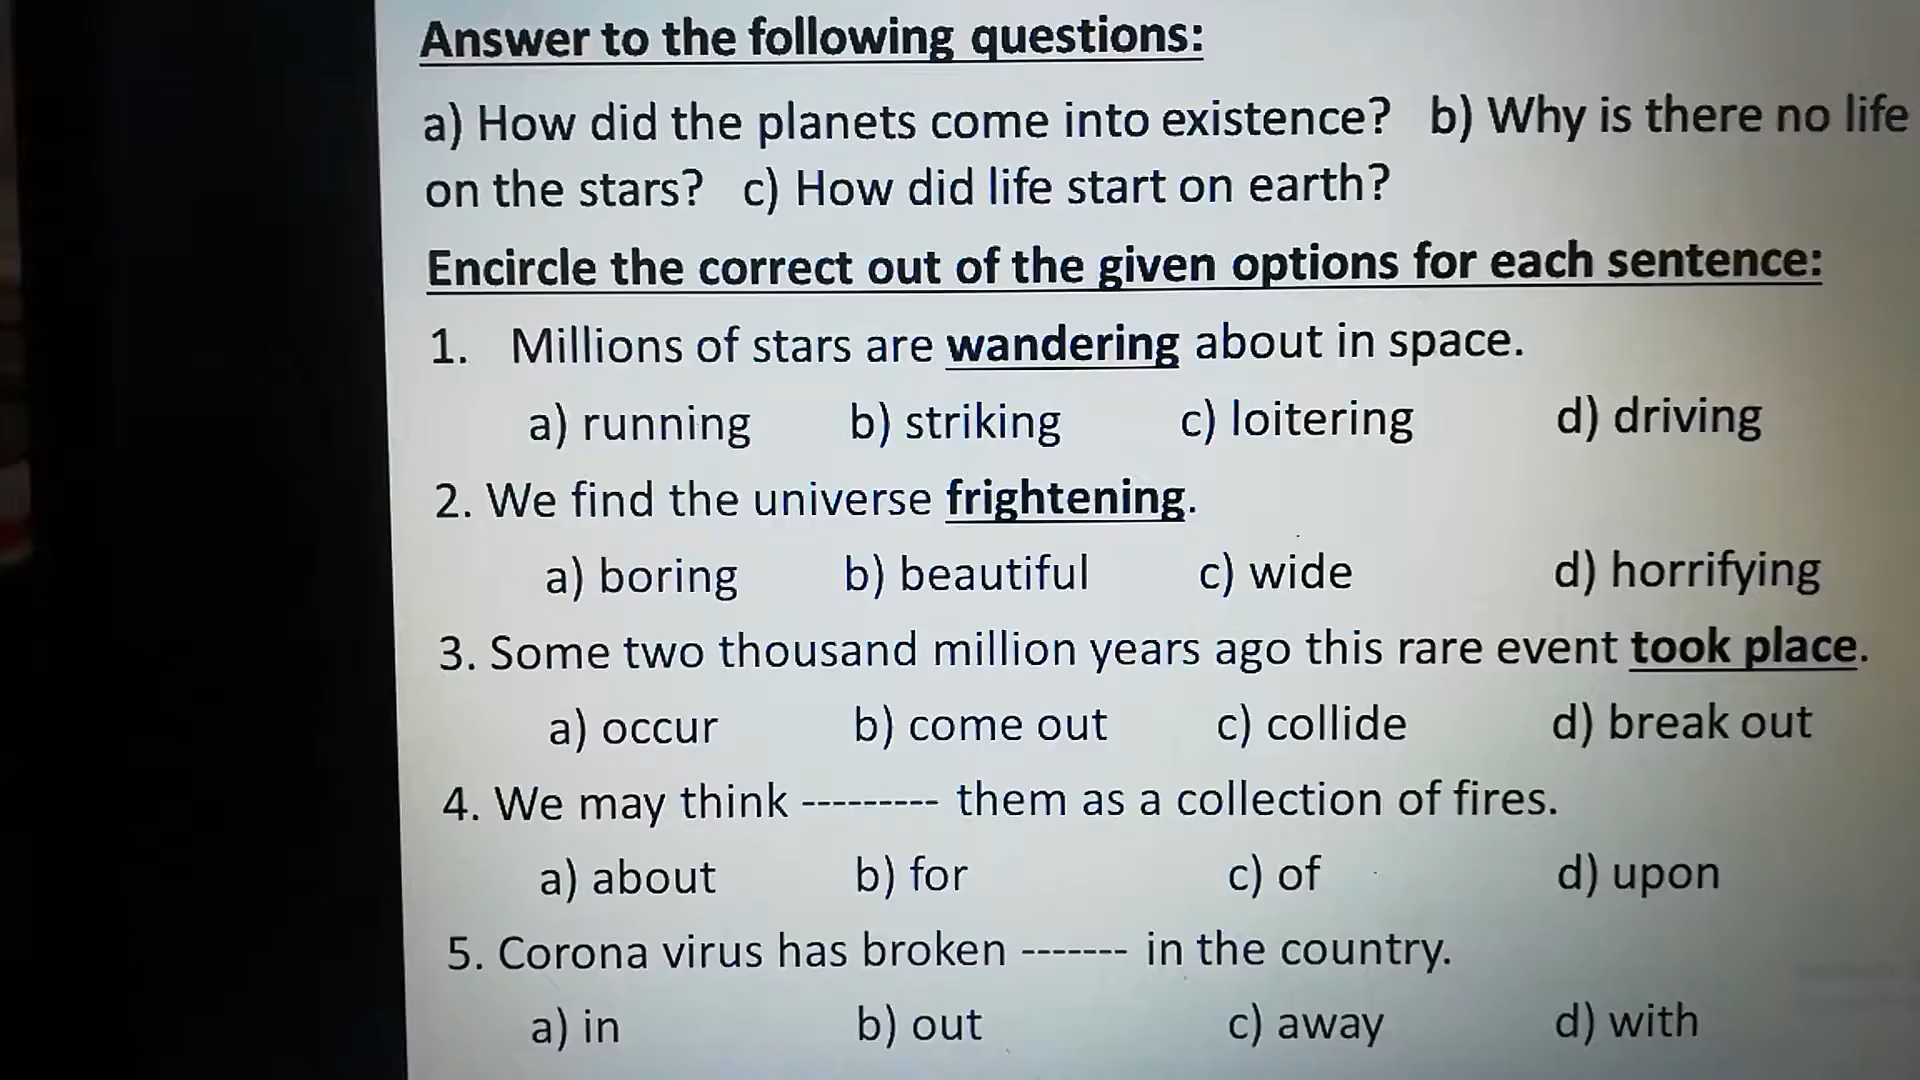 Answer to the following questions:
a) How did the planets come into existence? b) Why is there no life
on the stars? c) How did life start on earth?
Encircle the correct out of the given options for each sentence:
1. Millions of stars are wandering about in space.
a) running b) striking c) loitering d) driving
2. We find the universe frightening.
a) boring b) beautiful c) wide d) horrifying
3. Some two thousand million years ago this rare event took place.
a) occur b) come out c) collide d) break out
4. We may think --------- them as a collection of fires.
a) about b) for c) of d) upon
5. Corona virus has broken ------- in the country.
a) in b) out c) away d) with